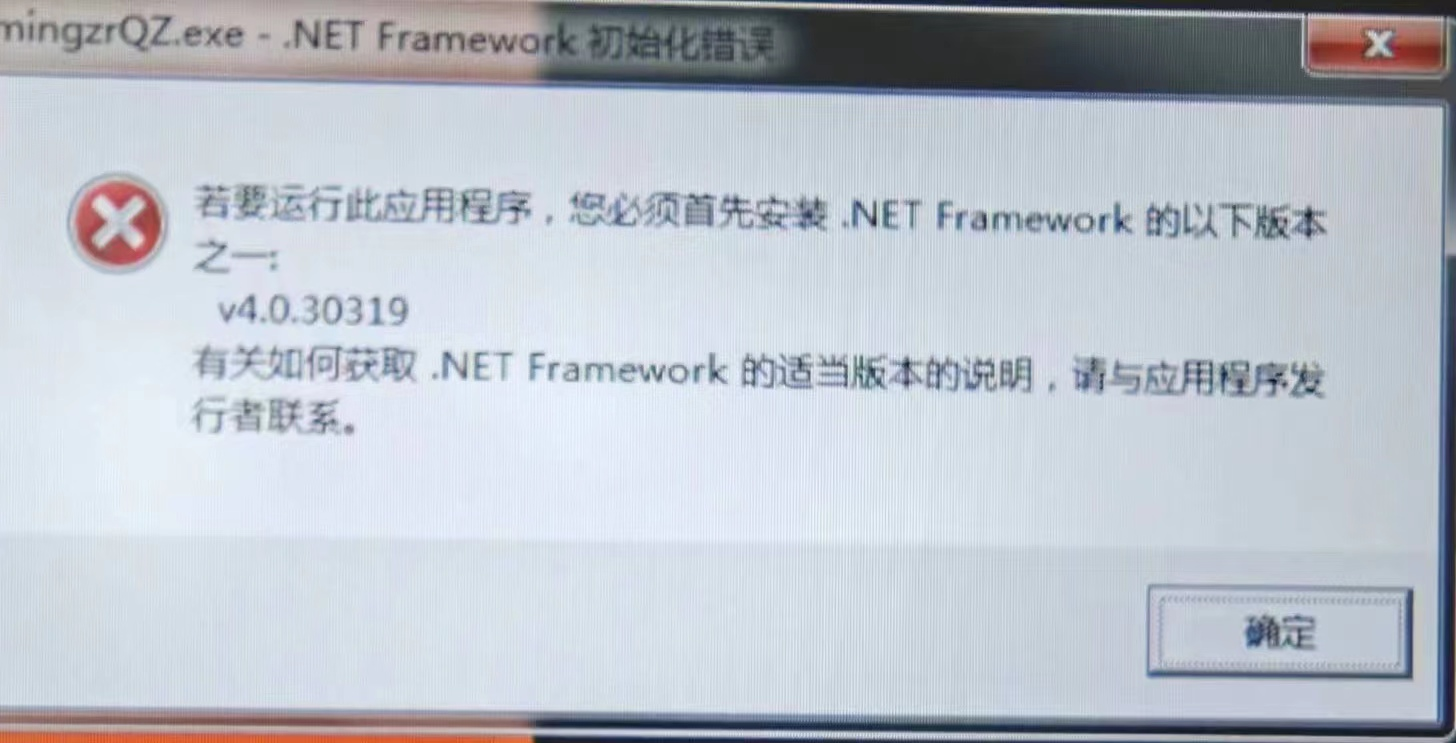 mingzrQZ.exe - .NET Framework 初始化错误
若要运行此应用程序，您必须首先安装 .NET Framework 的以下版本
之一:
v4.0.30319
有关如何获取 .NET Framework 的适当版本的说明，请与应用程序发
行者联系。
确定